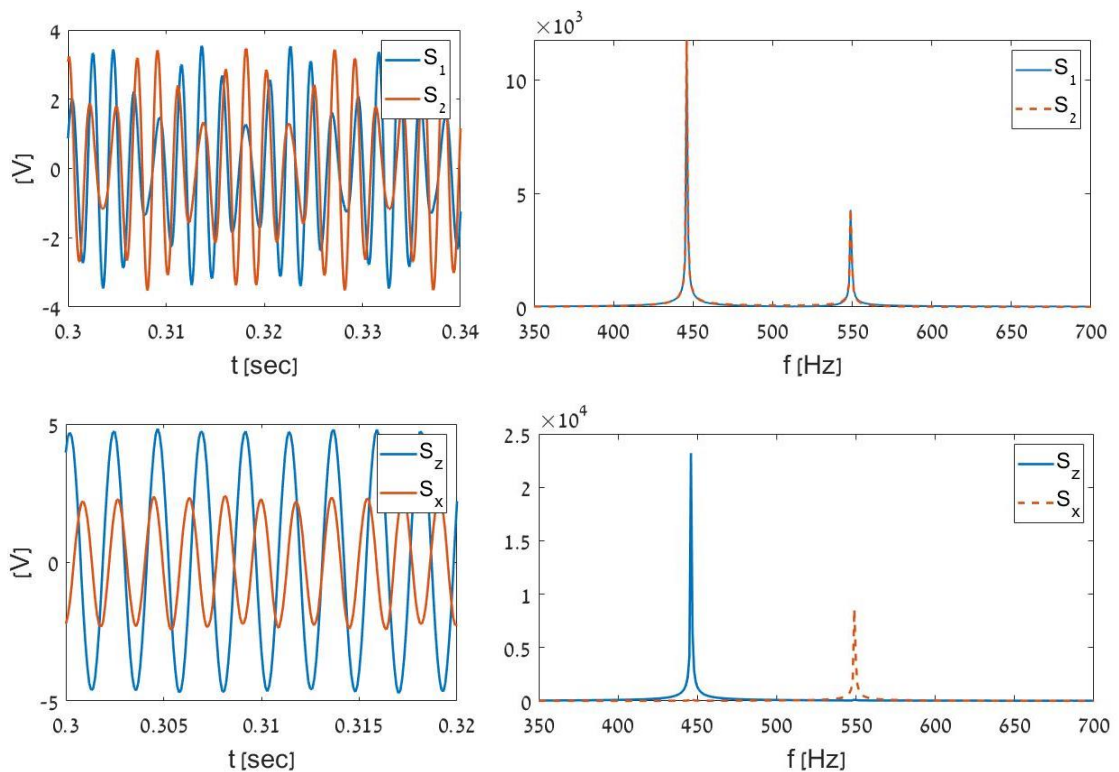 4
2
0
-2
-4
[V]
0.3 0.31 0.32 0.33 0.34
t [sec]
S1
S2
×10^3
10
5
0
350 400 450 500 550 600 650 700
f [Hz]
S1
S2
5
0
-5
[V]
0.3 0.305 0.31 0.315 0.32
t [sec]
Sz
Sx
×10^4
2.5
2
1.5
1
0.5
0
350 400 450 500 550 600 650 700
f [Hz]
Sz
Sx